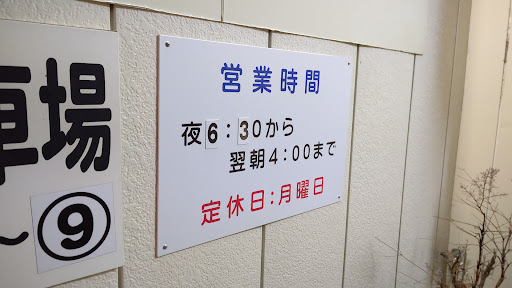 車場
～⑨
営業時間
夜6：30から
翌朝4：00まで
定休日：月曜日